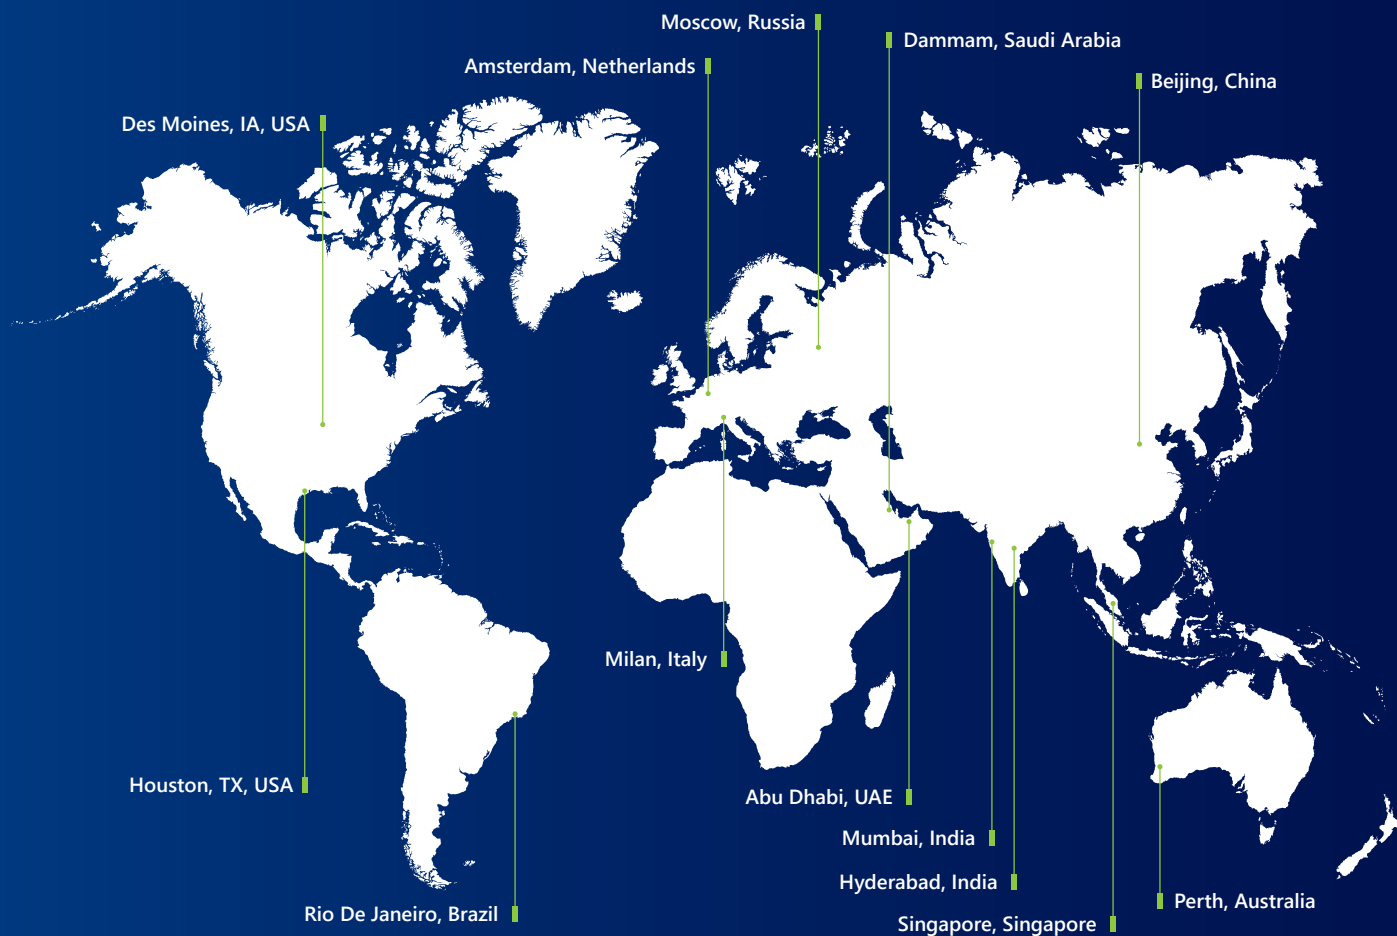 Moscow, Russia
Dammam, Saudi Arabia
Amsterdam, Netherlands
Beijing, China
Des Moines, IA, USA
Milan, Italy
Houston, TX, USA
Abu Dhabi, UAE
Mumbai, India
Hyderabad, India
Perth, Australia
Rio De Janeiro, Brazil
Singapore, Singapore